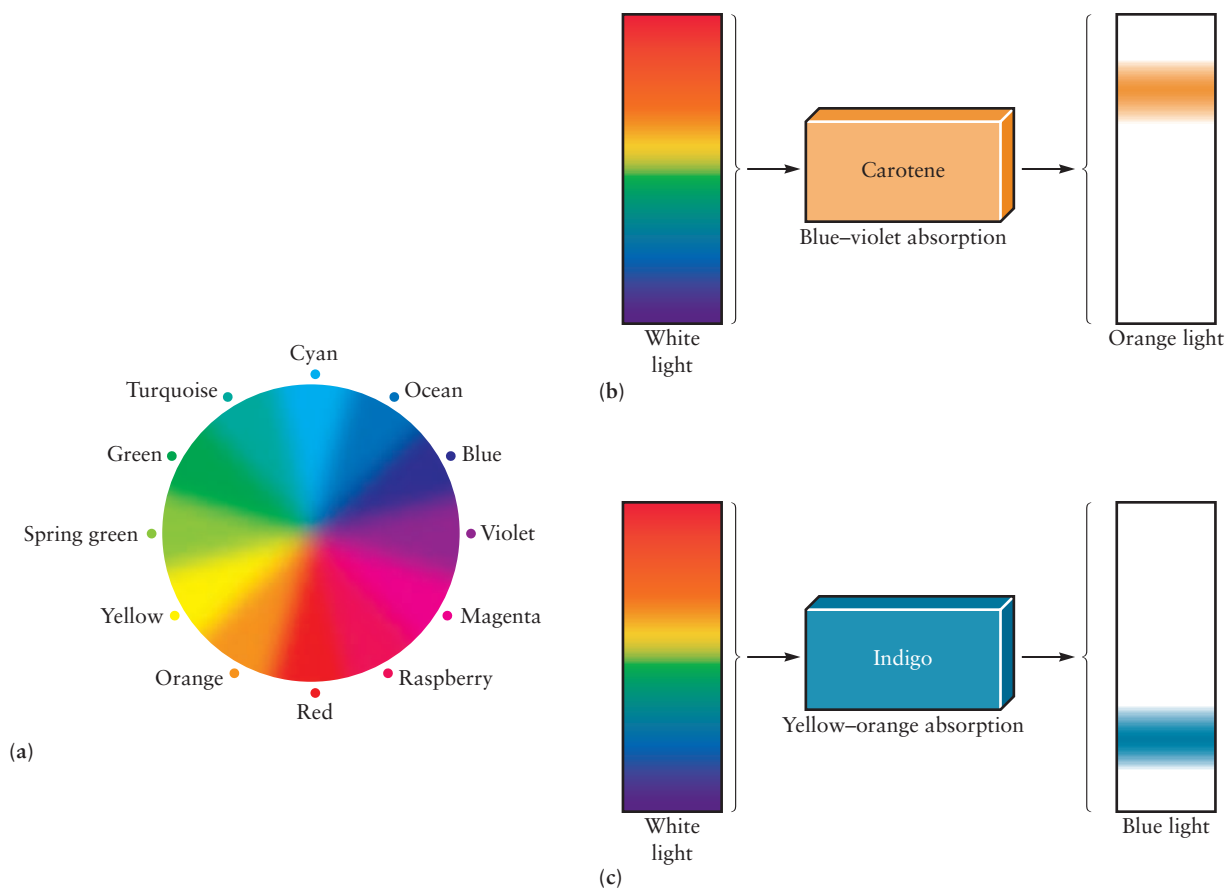 Cyan
Turquoise
Ocean
Green
Blue
Spring green
Violet
Yellow
Magenta
Orange
Raspberry
Red
(a)
Carotene
Blue–violet absorption
White
light
Orange light
(b)
Indigo
Yellow–orange absorption
White
light
Blue light
(c)